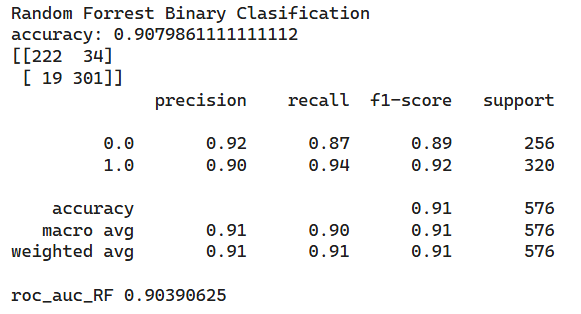 Random Forrest Binary Clasification
accuracy: 0.9079861111111112
[[222  34]
 [ 19 301]]
              precision    recall  f1-score   support

         0.0       0.92      0.87      0.89       256
         1.0       0.90      0.94      0.92       320

    accuracy                           0.91       576
   macro avg       0.91      0.90      0.91       576
weighted avg       0.91      0.91      0.91       576

roc_auc_RF 0.90390625